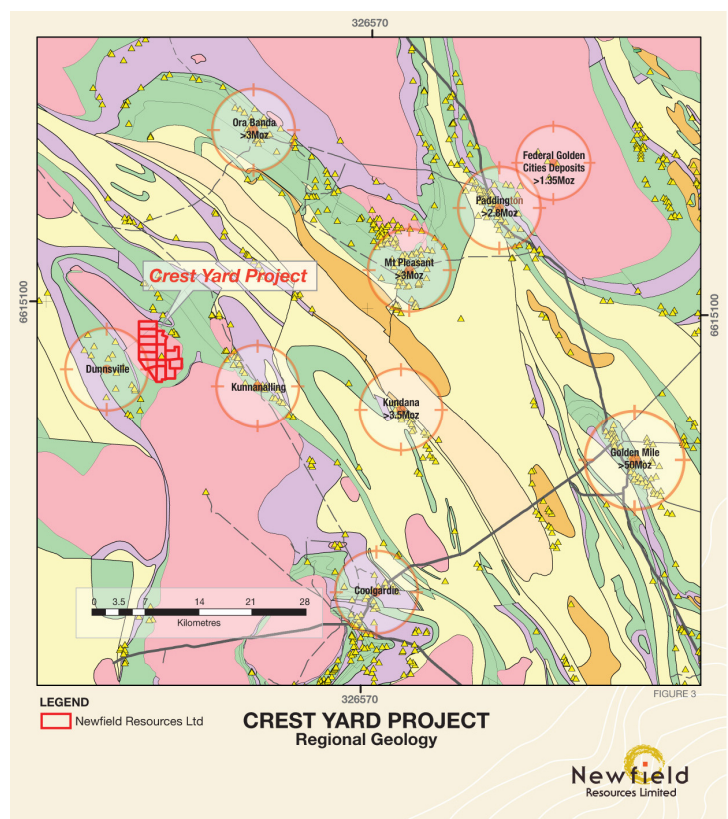 326570
Ora Banda
>3Moz
Federal Golden
Cities Deposits
>1.35Moz
Paddington
>2.8Moz
Mt Pleasant
>3Moz
Crest Yard Project
6615100
6615100
Dunnsville
Kunnanalling
Kundana
>3.5Moz
Golden Mile
>50Moz
Coolgardie
0 3.5 7 14 21 28
Kilometres
326570
FIGURE 3
LEGEND
Newfield Resources Ltd
CREST YARD PROJECT
Regional Geology
Newfield
Resources Limited